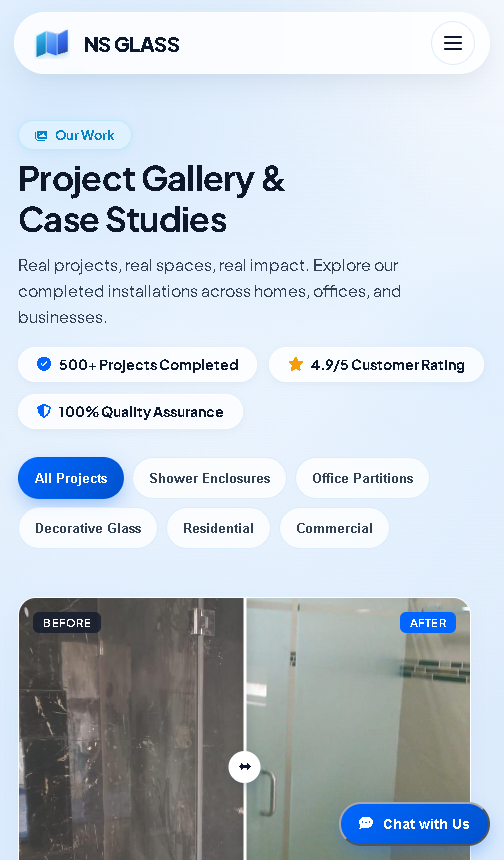 NS GLASS
Our Work
Project Gallery &
Case Studies
Real projects, real spaces, real impact. Explore our
completed installations across homes, offices, and
businesses.
500+ Projects Completed
4.9/5 Customer Rating
100% Quality Assurance
All Projects
Shower Enclosures
Office Partitions
Decorative Glass
Residential
Commercial
BEFORE
AFTER
Chat with Us